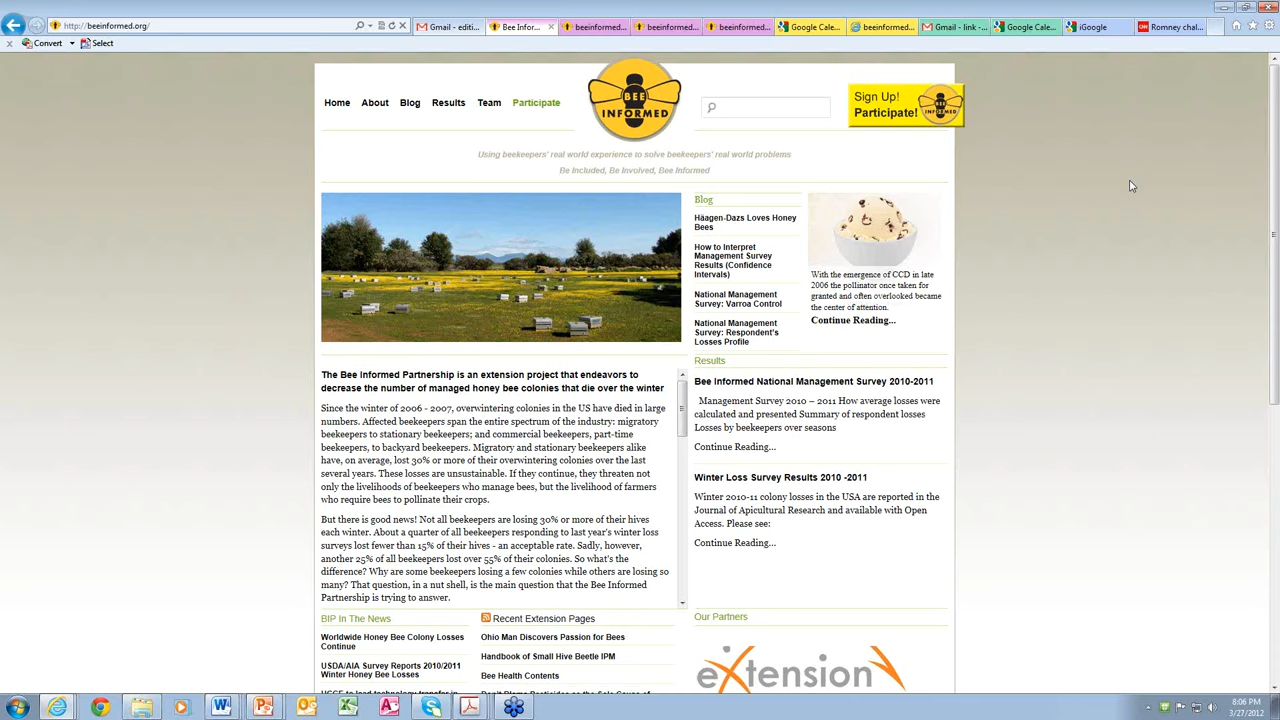 http://beeinformed.org/
Gmail - editi...
Bee Infor...
beeinformed...
beeinformed...
beeinformed...
Google Cale...
beeinformed...
Gmail - link -...
Google Cale...
iGoogle
Romney chal...
Convert
Select
Home
About
Blog
Results
Team
Participate
BEE
INFORMED
Sign Up!
Participate!
Using beekeepers' real world experience to solve beekeepers' real world problems
Be Included, Be Involved, Bee Informed
Blog
Häagen-Dazs Loves Honey
Bees
How to Interpret
Management Survey
Results (Confidence
Intervals)
National Management
Survey: Varroa Control
National Management
Survey: Respondent's
Losses Profile
With the emergence of CCD in late
2006 the pollinator once taken for
granted and often overlooked became
the center of attention.
Continue Reading...
The Bee Informed Partnership is an extension project that endeavors to
decrease the number of managed honey bee colonies that die over the winter
Since the winter of 2006 - 2007, overwintering colonies in the US have died in large
numbers. Affected beekeepers span the entire spectrum of the industry: migratory
beekeepers to stationary beekeepers; and commercial beekeepers, part-time
beekeepers, to backyard beekeepers. Migratory and stationary beekeepers alike
have, on average, lost 30% or more of their overwintering colonies over the last
several years. These losses are unsustainable. If they continue, they threaten not
only the livelihoods of beekeepers who manage bees, but the livelihood of farmers
who require bees to pollinate their crops.
But there is good news! Not all beekeepers are losing 30% or more of their hives
each winter. About a quarter of all beekeepers responding to last year's winter loss
surveys lost fewer than 15% of their hives - an acceptable rate. Sadly, however,
another 25% of all beekeepers lost over 55% of their colonies. So what's the
difference? Why are some beekeepers losing a few colonies while others are losing so
many? That question, in a nut shell, is the main question that the Bee Informed
Partnership is trying to answer.
Results
Bee Informed National Management Survey 2010-2011
Management Survey 2010 – 2011 How average losses were
calculated and presented Summary of respondent losses
Losses by beekeepers over seasons
Continue Reading...
Winter Loss Survey Results 2010 -2011
Winter 2010-11 colony losses in the USA are reported in the
Journal of Apicultural Research and available with Open
Access. Please see:
Continue Reading...
BIP In The News
Worldwide Honey Bee Colony Losses
Continue
USDA/AIA Survey Reports 2010/2011
Winter Honey Bee Losses
Recent Extension Pages
Ohio Man Discovers Passion for Bees
Handbook of Small Hive Beetle IPM
Bee Health Contents
Our Partners
eXtension
8:06 PM
3/27/2012